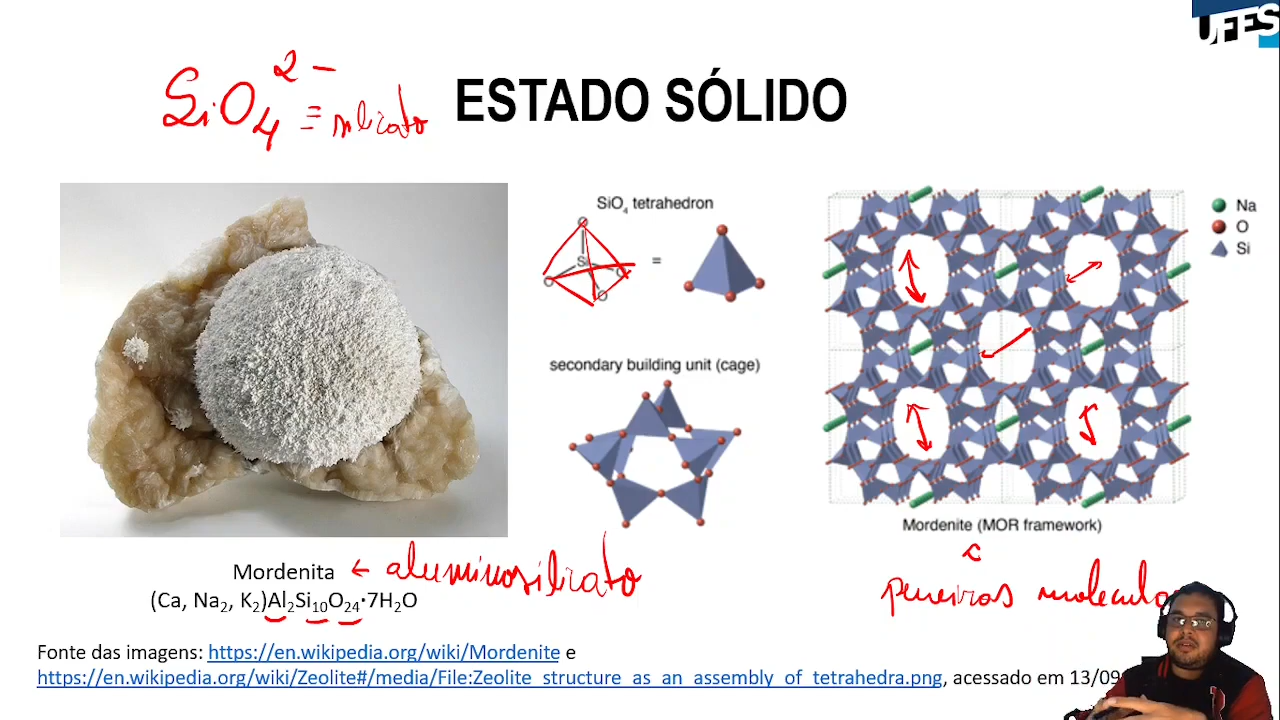 UFES
SiO4 2- = silicato
ESTADO SÓLIDO
SiO4 tetrahedron
Si
O
O
O
O
=
secondary building unit (cage)
Na
O
Si
Mordenite (MOR framework)
Mordenita ← aluminosilicato
(Ca, Na2, K2)Al2Si10O24·7H2O
peneiras
Fonte das imagens: https://en.wikipedia.org/wiki/Mordenite e
https://en.wikipedia.org/wiki/Zeolite#/media/File:Zeolite_structure_as_an_assembly_of_tetrahedra.png, acessado em 13/09